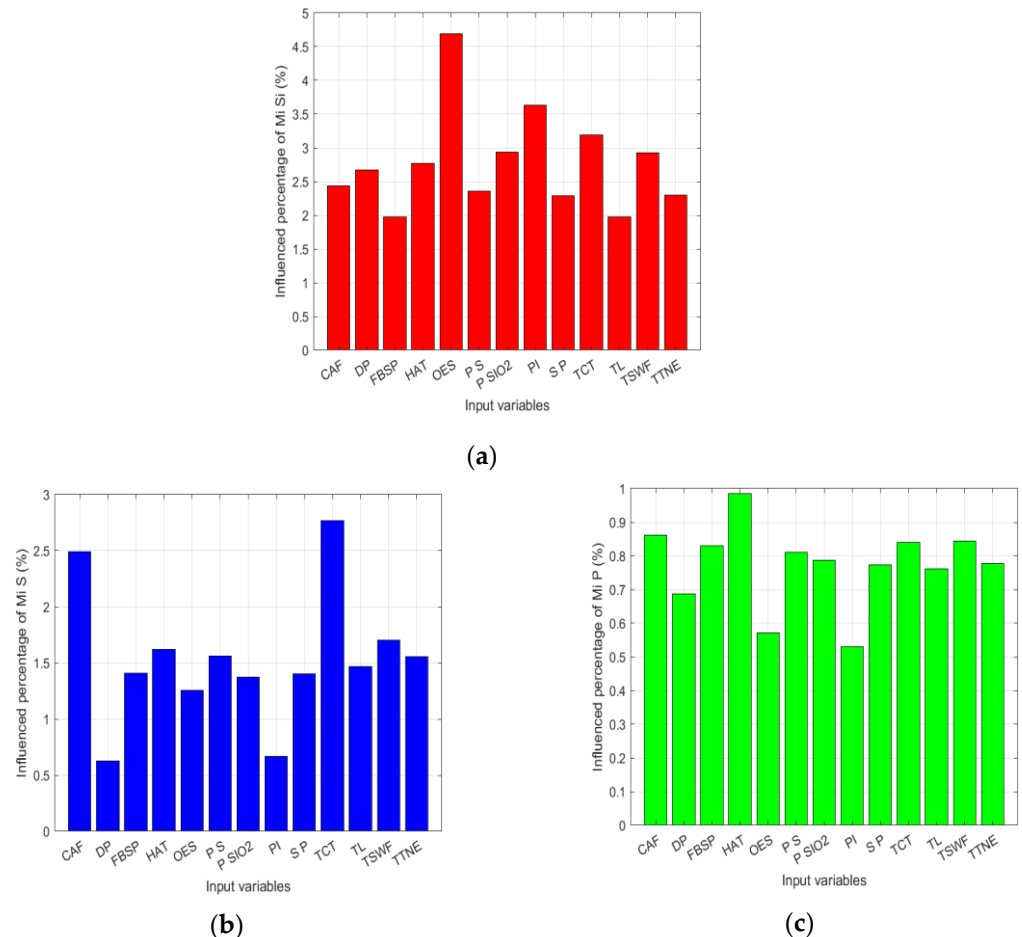 Influenced percentage of Mi Si (%)
5
4.5
4
3.5
3
2.5
2
1.5
1
0.5
0
CAF DP FBSP HAT OES P S P SIO2 PI S P TCT TL TSWF TTNE
Input variables
(a)
Influenced percentage of Mi S (%)
3
2.5
2
1.5
1
0.5
0
CAF DP FBSP HAT OES P S P SIO2 PI S P TCT TL TSWF TTNE
Input variables
(b)
Influenced percentage of Mi P (%)
1
0.9
0.8
0.7
0.6
0.5
0.4
0.3
0.2
0.1
0
CAF DP FBSP HAT OES P S P SIO2 PI S P TCT TL TSWF TTNE
Input variables
(c)